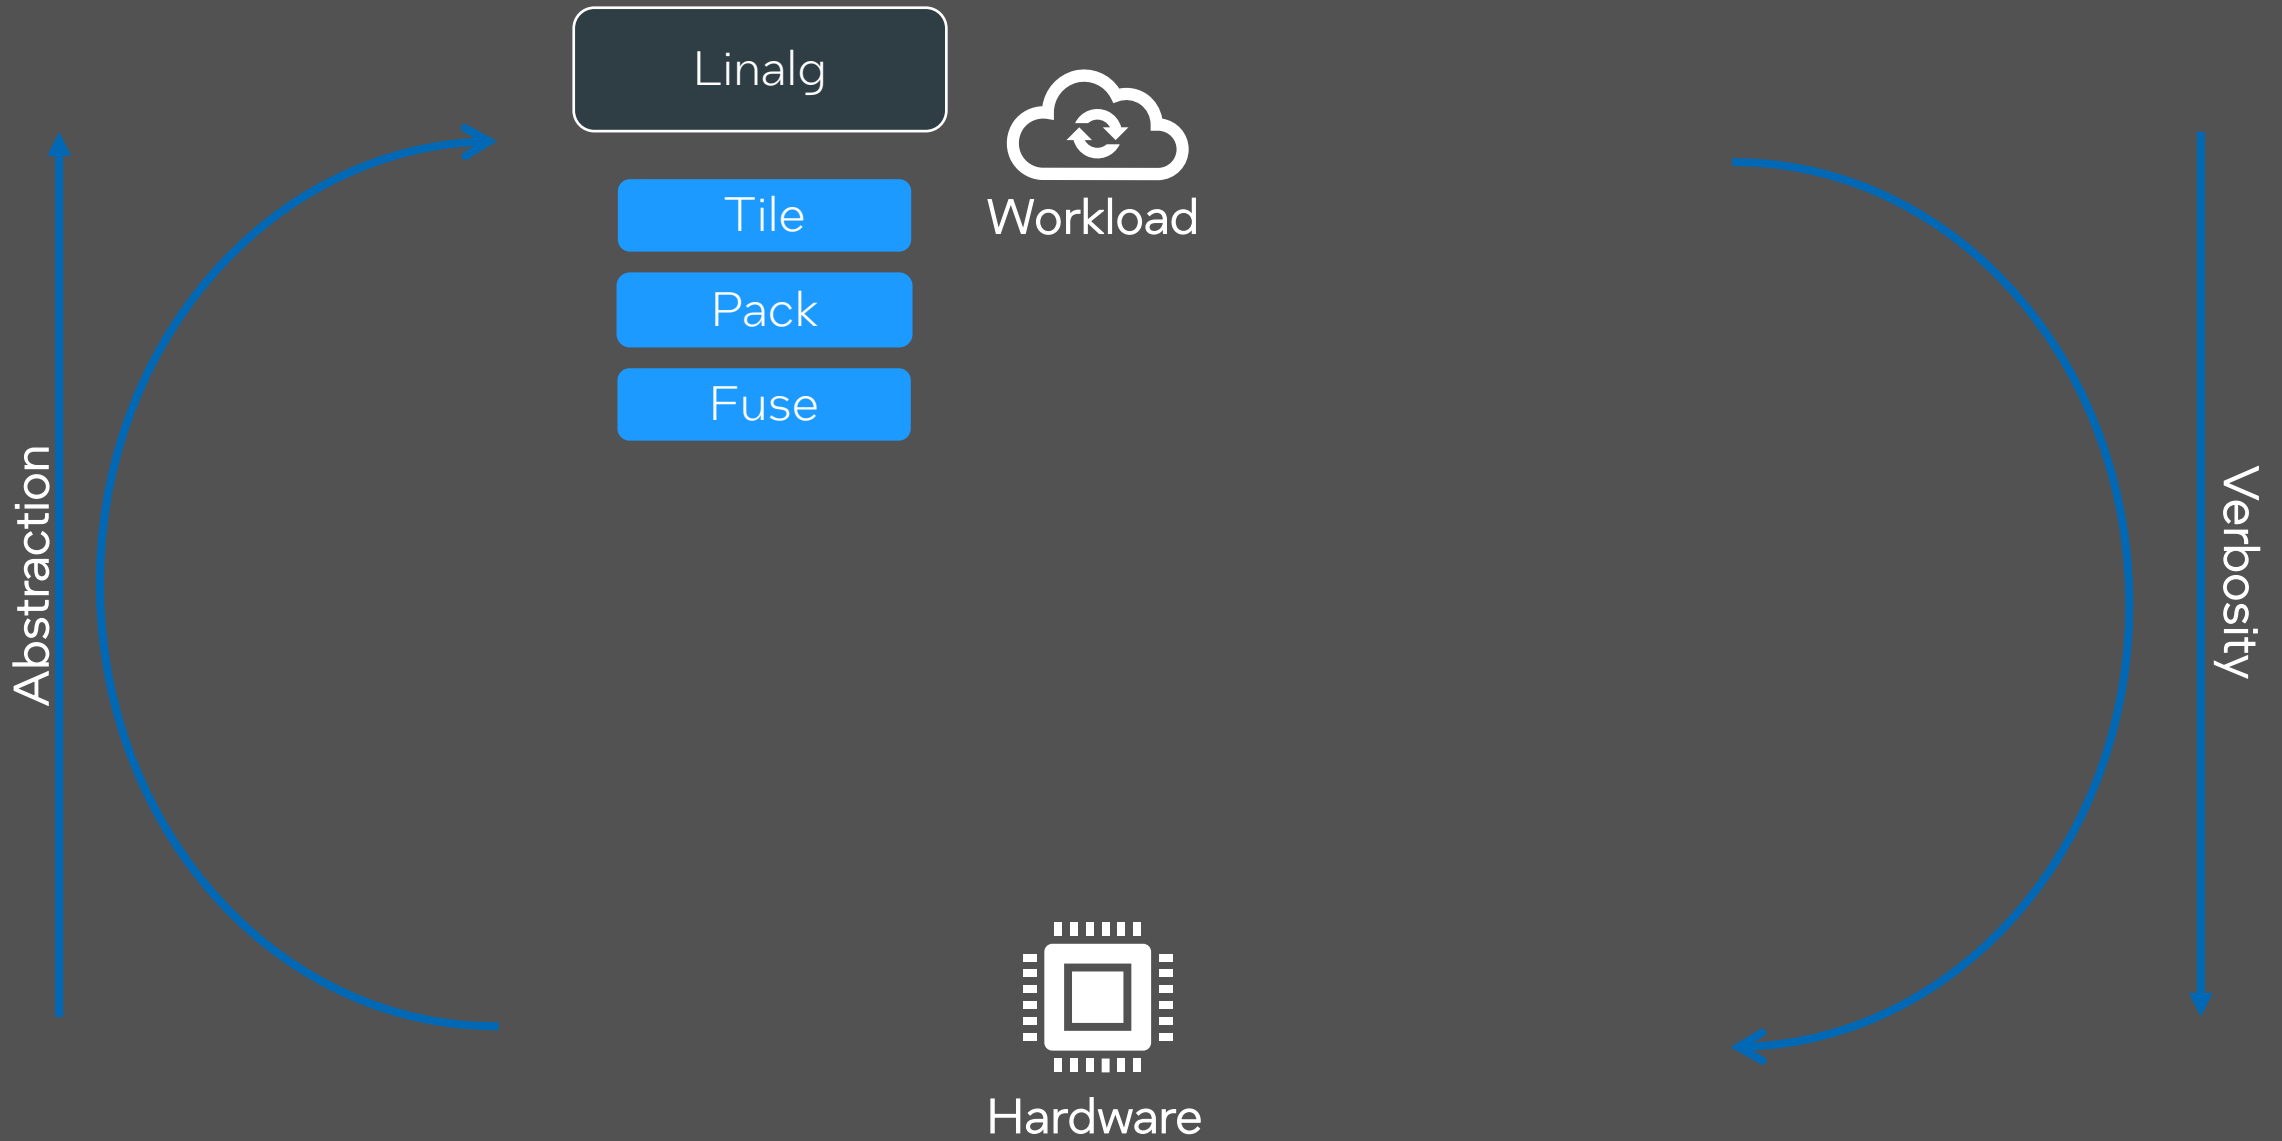 Linalg
Workload
Tile
Pack
Fuse
Abstraction
Verbosity
Hardware